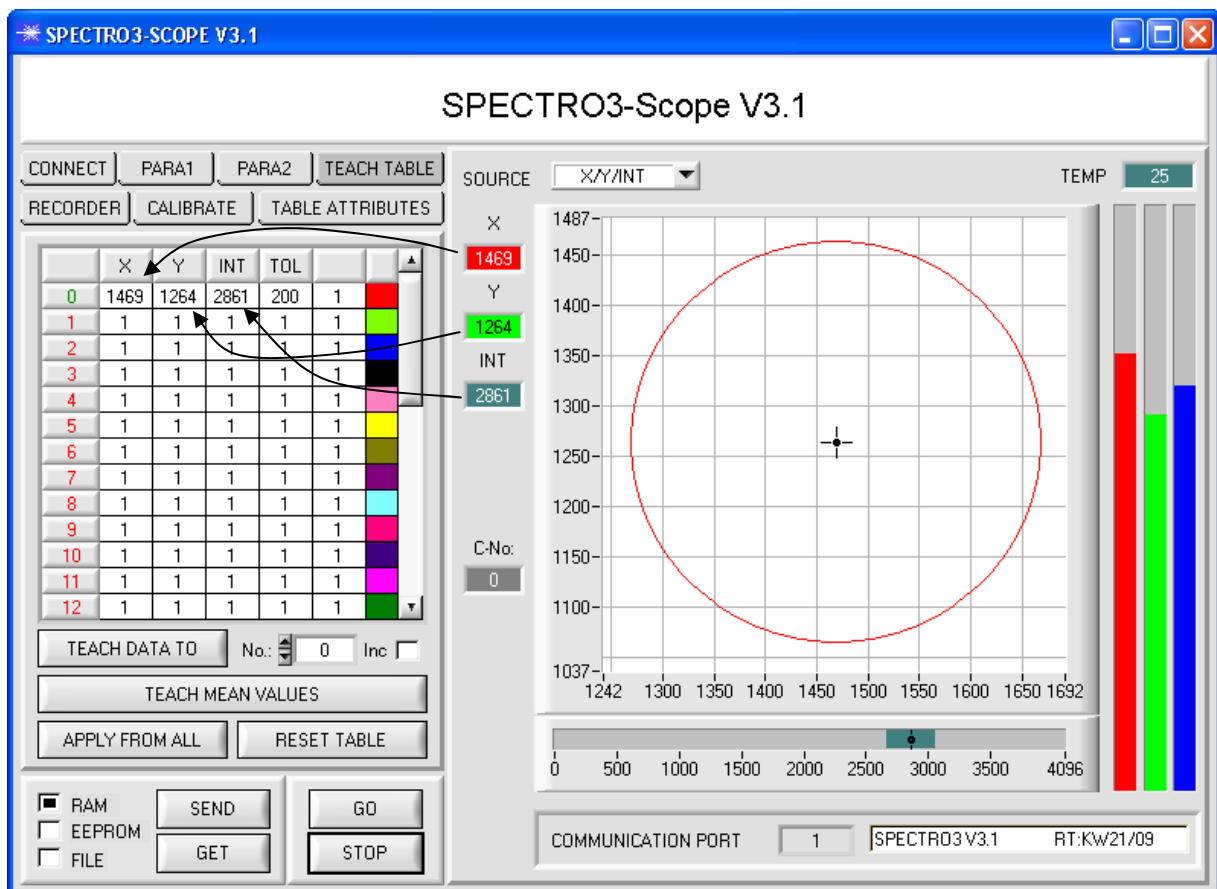 SPECTRO3-SCOPE V3.1
SPECTRO3-Scope V3.1
CONNECT PARA1 PARA2 TEACH TABLE
RECORDER CALIBRATE TABLE ATTRIBUTES
X Y INT TOL
0 1469 1264 2861 200 1
1 1 1 1 1 1
2 1 1 1 1 1
3 1 1 1 1 1
4 1 1 1 1 1
5 1 1 1 1 1
6 1 1 1 1 1
7 1 1 1 1 1
8 1 1 1 1 1
9 1 1 1 1 1
10 1 1 1 1 1
11 1 1 1 1 1
12 1 1 1 1 1
TEACH DATA TO No.: 0 Inc
TEACH MEAN VALUES
APPLY FROM ALL RESET TABLE
RAM
EEPROM
FILE
SEND
GET
GO
STOP
SOURCE X/Y/INT
TEMP 25
X
1469
Y
1264
INT
2861
C-No:
0
1487
1450
1400
1350
1300
1250
1200
1150
1100
1037
1242 1300 1350 1400 1450 1500 1550 1600 1650 1692
0 500 1000 1500 2000 2500 3000 3500 4096
COMMUNICATION PORT 1 SPECTRO3 V3.1 RT:KW21/09